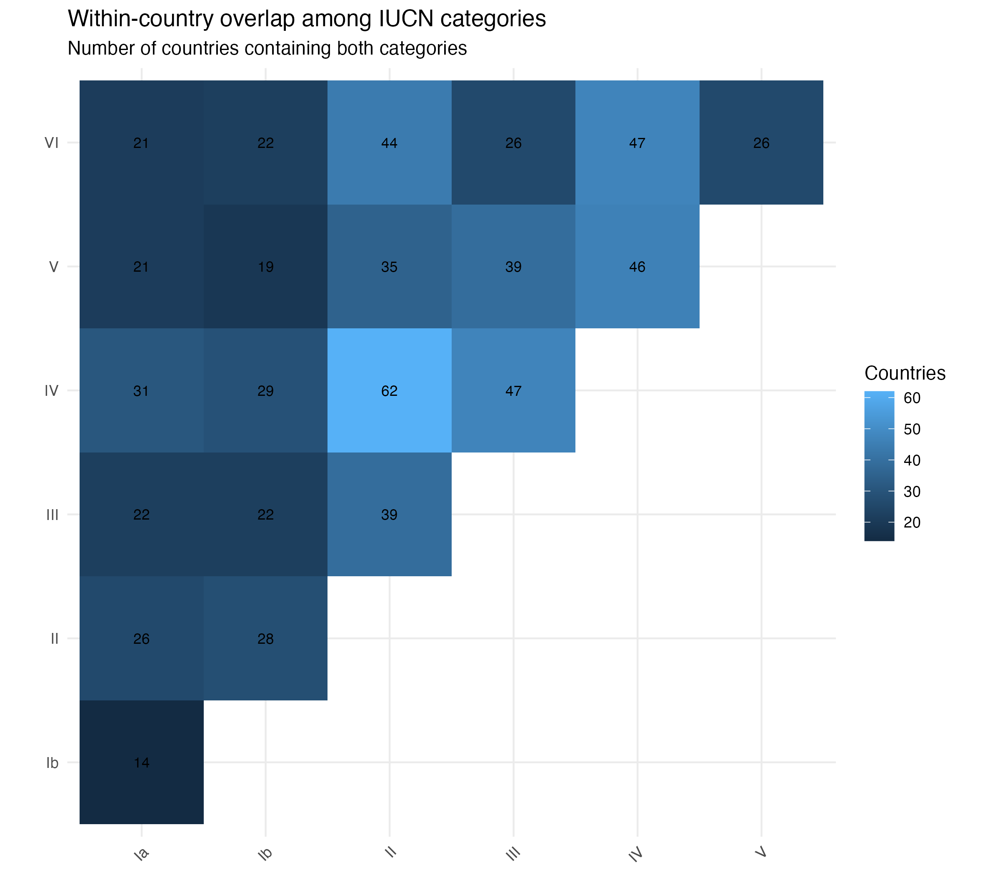 Within-country overlap among IUCN categories
Number of countries containing both categories
VI 21 22 44 26 47 26
V 21 19 35 39 46
IV 31 29 62 47
III 22 22 39
II 26 28
Ib 14
Ia Ib II III IV V
Countries
60
50
40
30
20